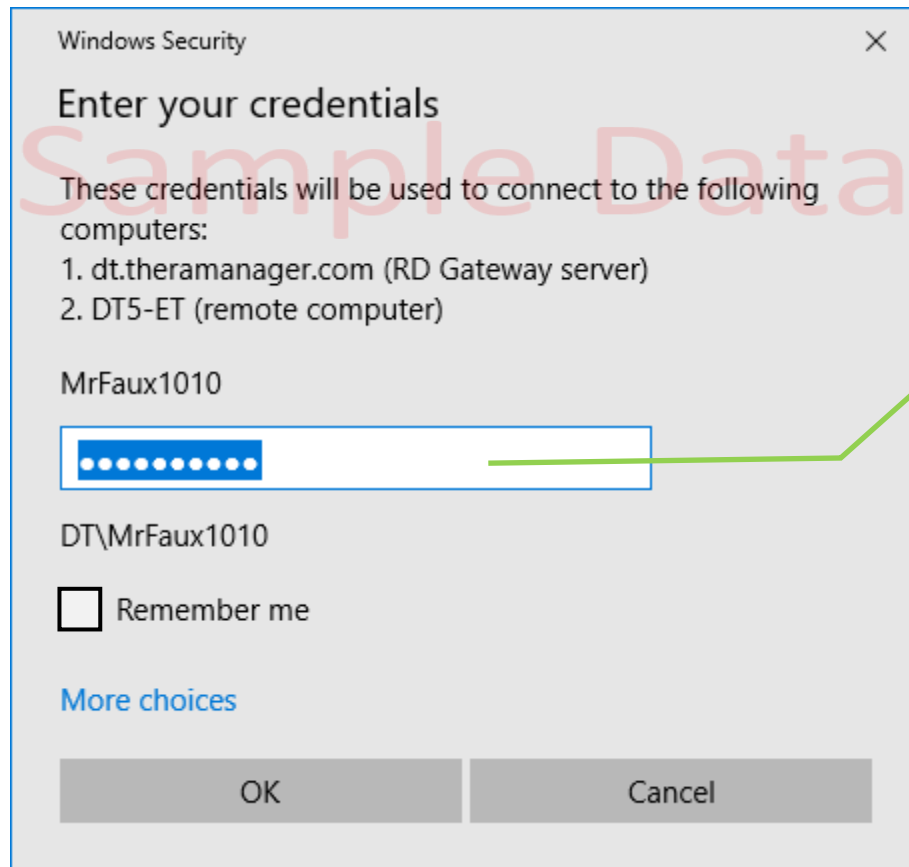 Windows Security
Enter your credentials
Sample Data
These credentials will be used to connect to the following
computers:
1. dt.theramanager.com (RD Gateway server)
2. DT5-ET (remote computer)
MrFaux1010
●●●●●●●●●●
DT\MrFaux1010
Remember me
More choices
OK
Cancel